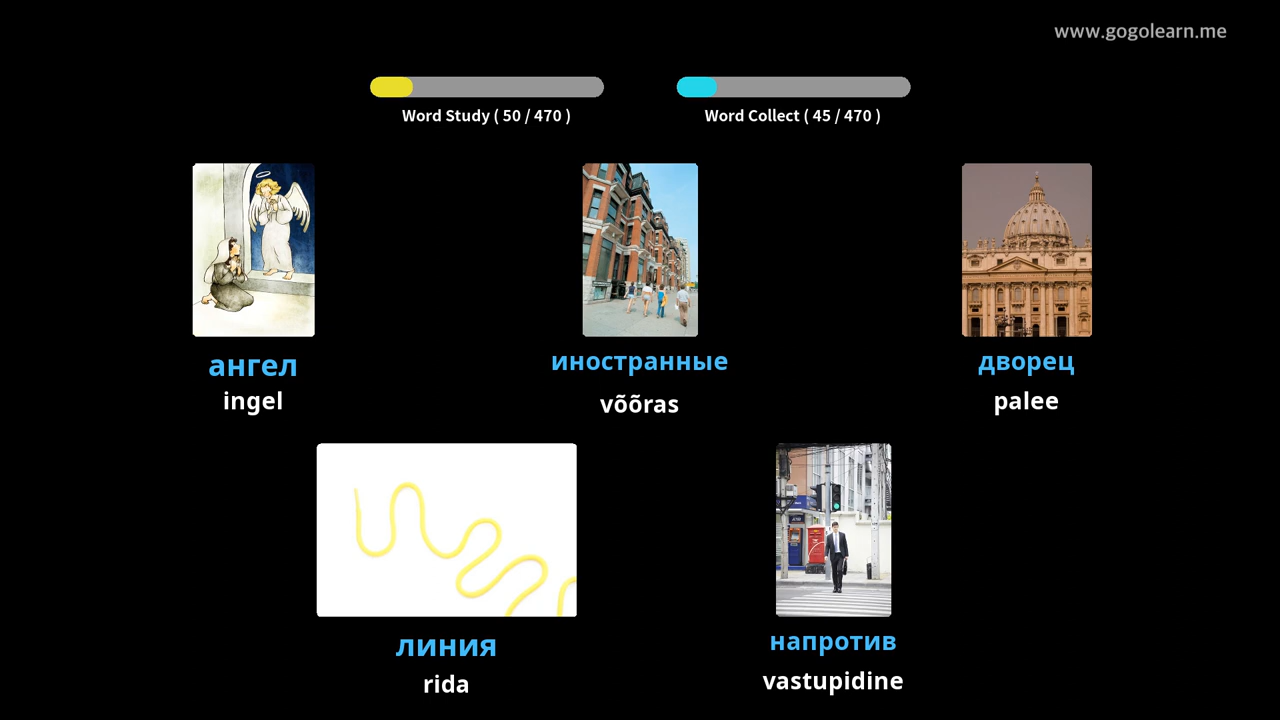 www.gogolearn.me
Word Study ( 50 / 470 )
Word Collect ( 45 / 470 )
ангел
ingel
иностранные
võõras
дворец
palee
линия
rida
напротив
vastupidine